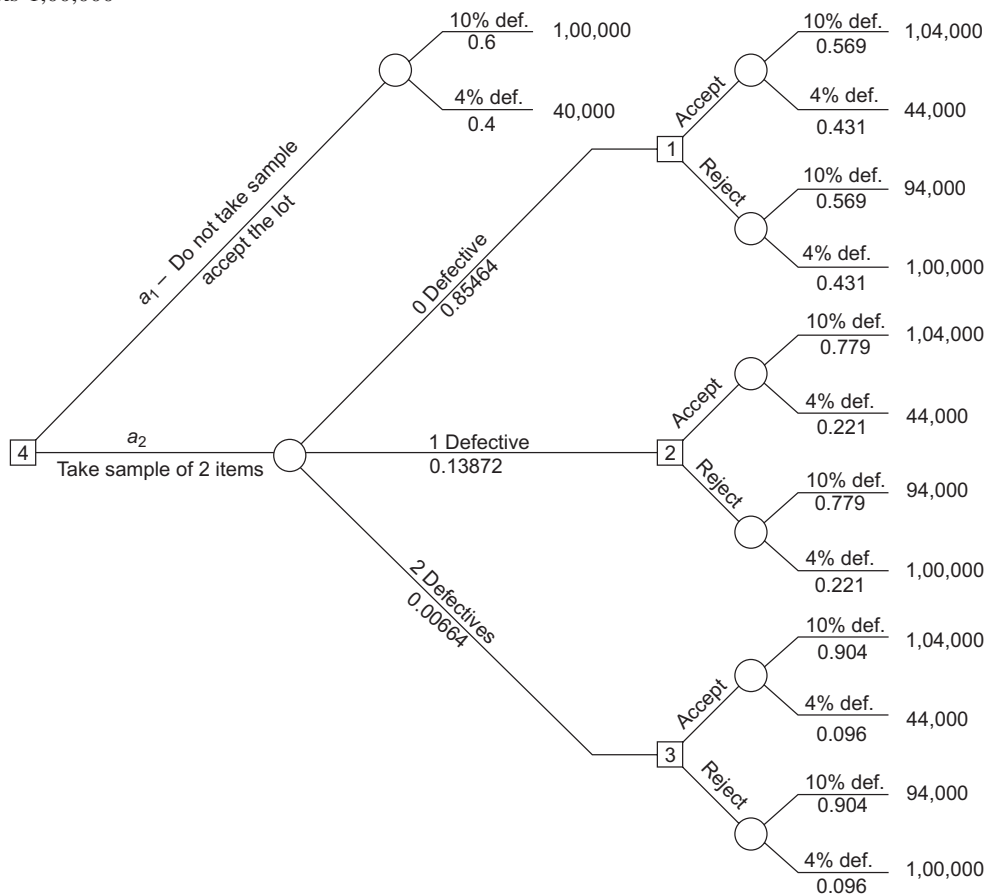 10% def.
0.6
1,00,000
4% def.
0.4
40,000
a1 – Do not take sample
accept the lot
4
a2
Take sample of 2 items
0 Defective
0.85464
1 Defective
0.13872
2 Defectives
0.00664
1
Accept
10% def.
0.569
1,04,000
4% def.
0.431
44,000
Reject
10% def.
0.569
94,000
4% def.
0.431
1,00,000
2
Accept
10% def.
0.779
1,04,000
4% def.
0.221
44,000
Reject
10% def.
0.779
94,000
4% def.
0.221
1,00,000
3
Accept
10% def.
0.904
1,04,000
4% def.
0.096
44,000
Reject
10% def.
0.904
94,000
4% def.
0.096
1,00,000